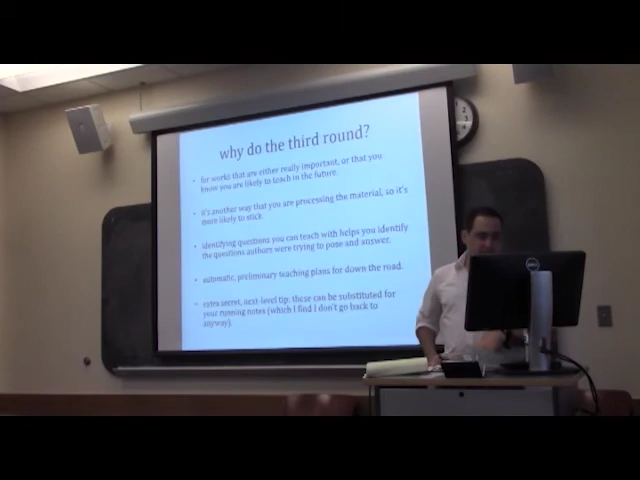 why do the third round?
• for works that are either really important, or that you
know you are likely to teach in the future.
• it's another way that you are processing the material, so it's
more likely to stick.
• identifying questions you can teach with helps you identify
the questions authors were trying to pose and answer.
• automatic, preliminary teaching plans for down the road.
• extra secret, next-level tip: these can be substituted for
your running notes (which I find I don't go back to
anyway).
DELL
2
3
4